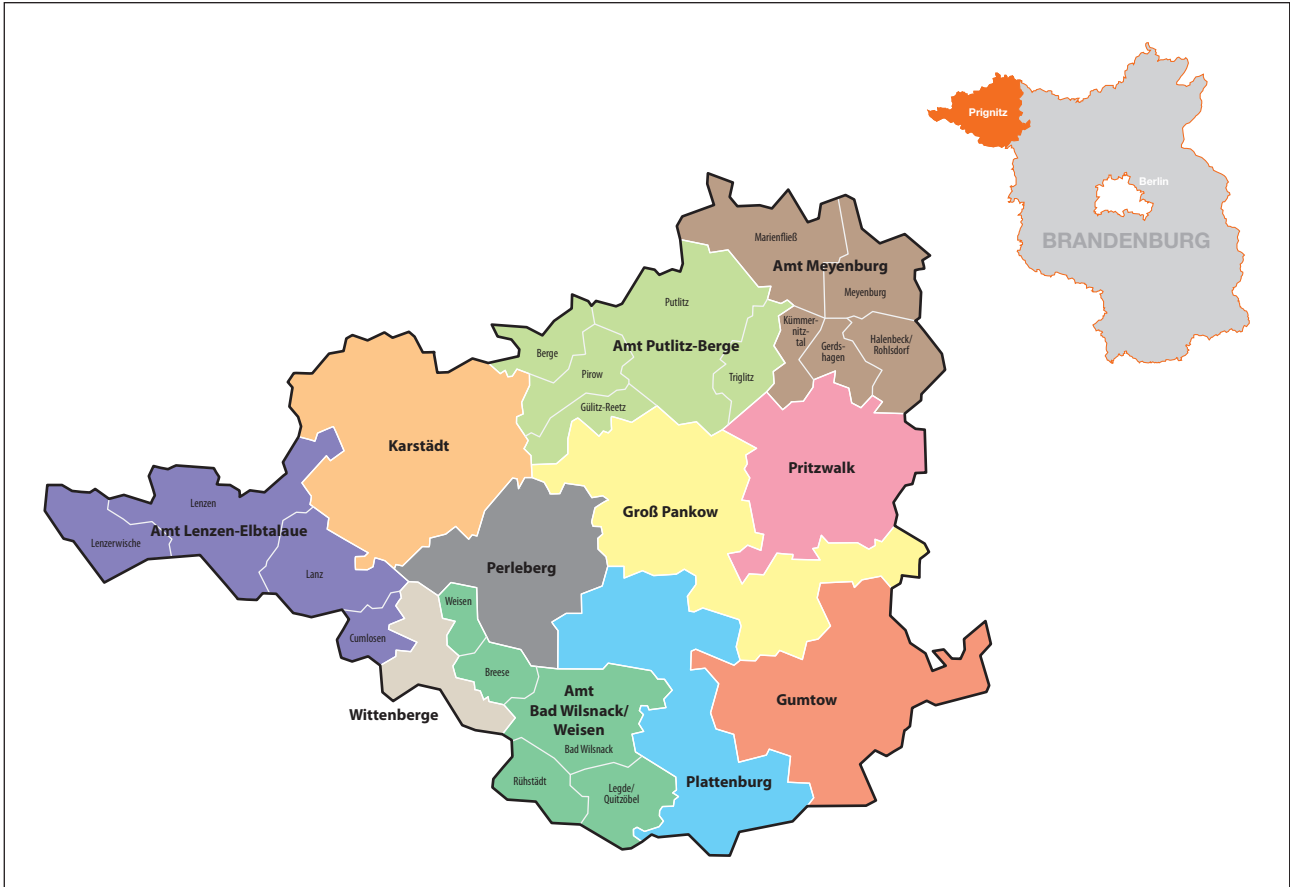 Prignitz
Berlin
BRANDENBURG
Marienfließ
Amt Meyenburg
Meyenburg
Putlitz
Kümmer-
nitz-
tal
Gerds-
hagen
Halenbeck/
Rohlsdorf
Amt Putlitz-Berge
Berge
Pirow
Triglitz
Gülitz-Reetz
Karstädt
Pritzwalk
Groß Pankow
Lenzen
Amt Lenzen-Elbtalaue
Lenzerwische
Lanz
Perleberg
Weisen
Cumlosen
Breese
Wittenberge
Amt
Bad Wilsnack/
Weisen
Bad Wilsnack
Gumtow
Rühstädt
Legde/
Quitzöbel
Plattenburg